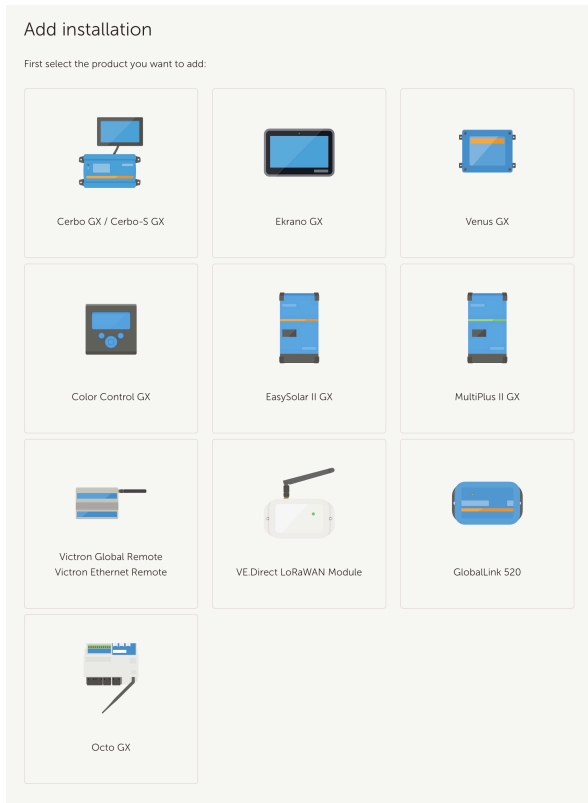 Add installation
First select the product you want to add:
Cerbo GX / Cerbo-S GX
Ekrano GX
Venus GX
Color Control GX
EasySolar II GX
MultiPlus II GX
Victron Global Remote
Victron Ethernet Remote
VE.Direct LoRaWAN Module
GlobalLink 520
Octo GX